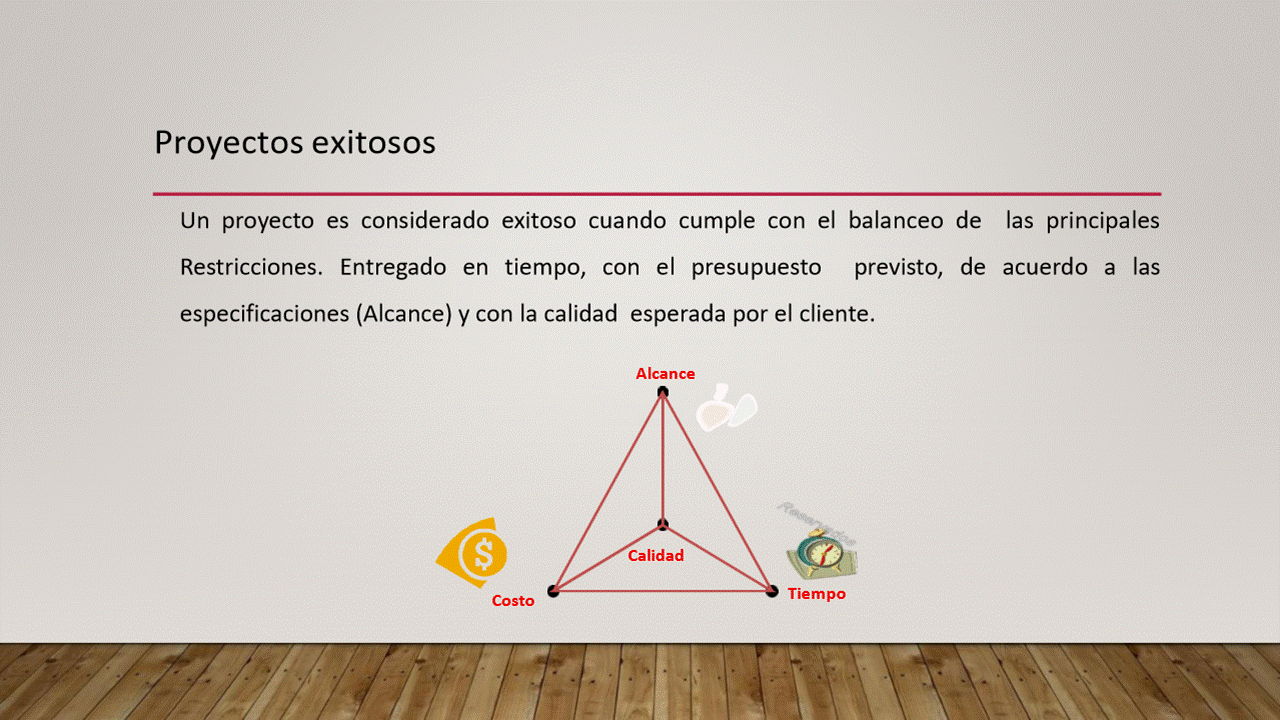 Proyectos exitosos
Un proyecto es considerado exitoso cuando cumple con el balanceo de las principales
Restricciones. Entregado en tiempo, con el presupuesto previsto, de acuerdo a las
especificaciones (Alcance) y con la calidad esperada por el cliente.
Alcance
$
Reservados
Calidad
Costo
Tiempo